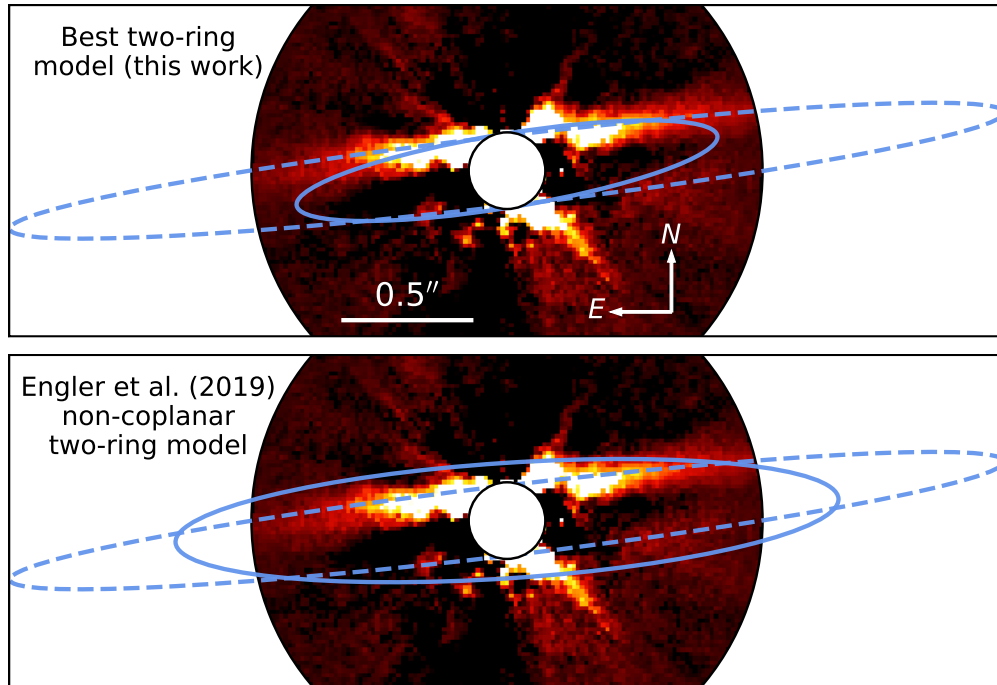 Best two-ring
model (this work)
0.5″
N
E
Engler et al. (2019)
non-coplanar
two-ring model